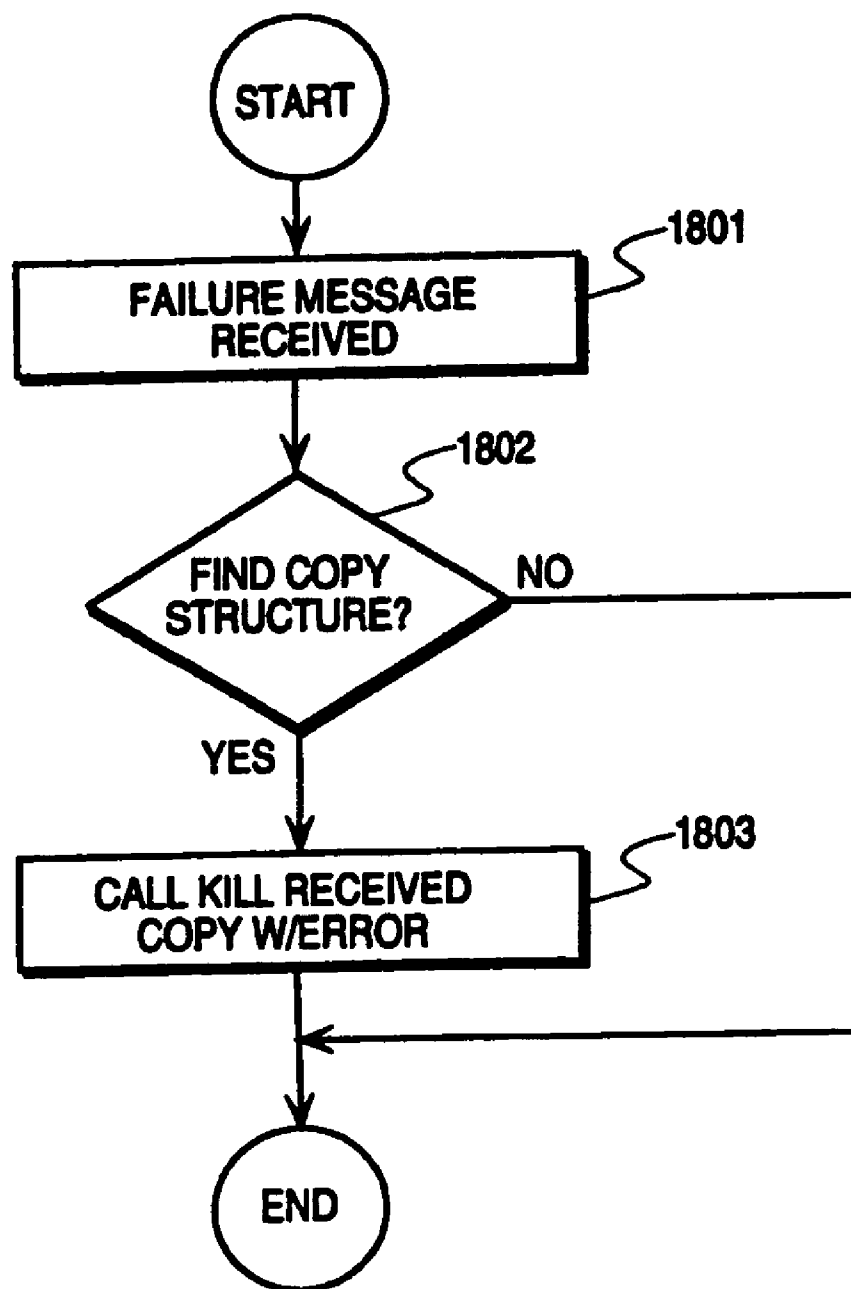 START
1801
FAILURE MESSAGE
RECEIVED
1802
FIND COPY
STRUCTURE?
NO
YES
1803
CALL KILL RECEIVED
COPY W/ERROR
END